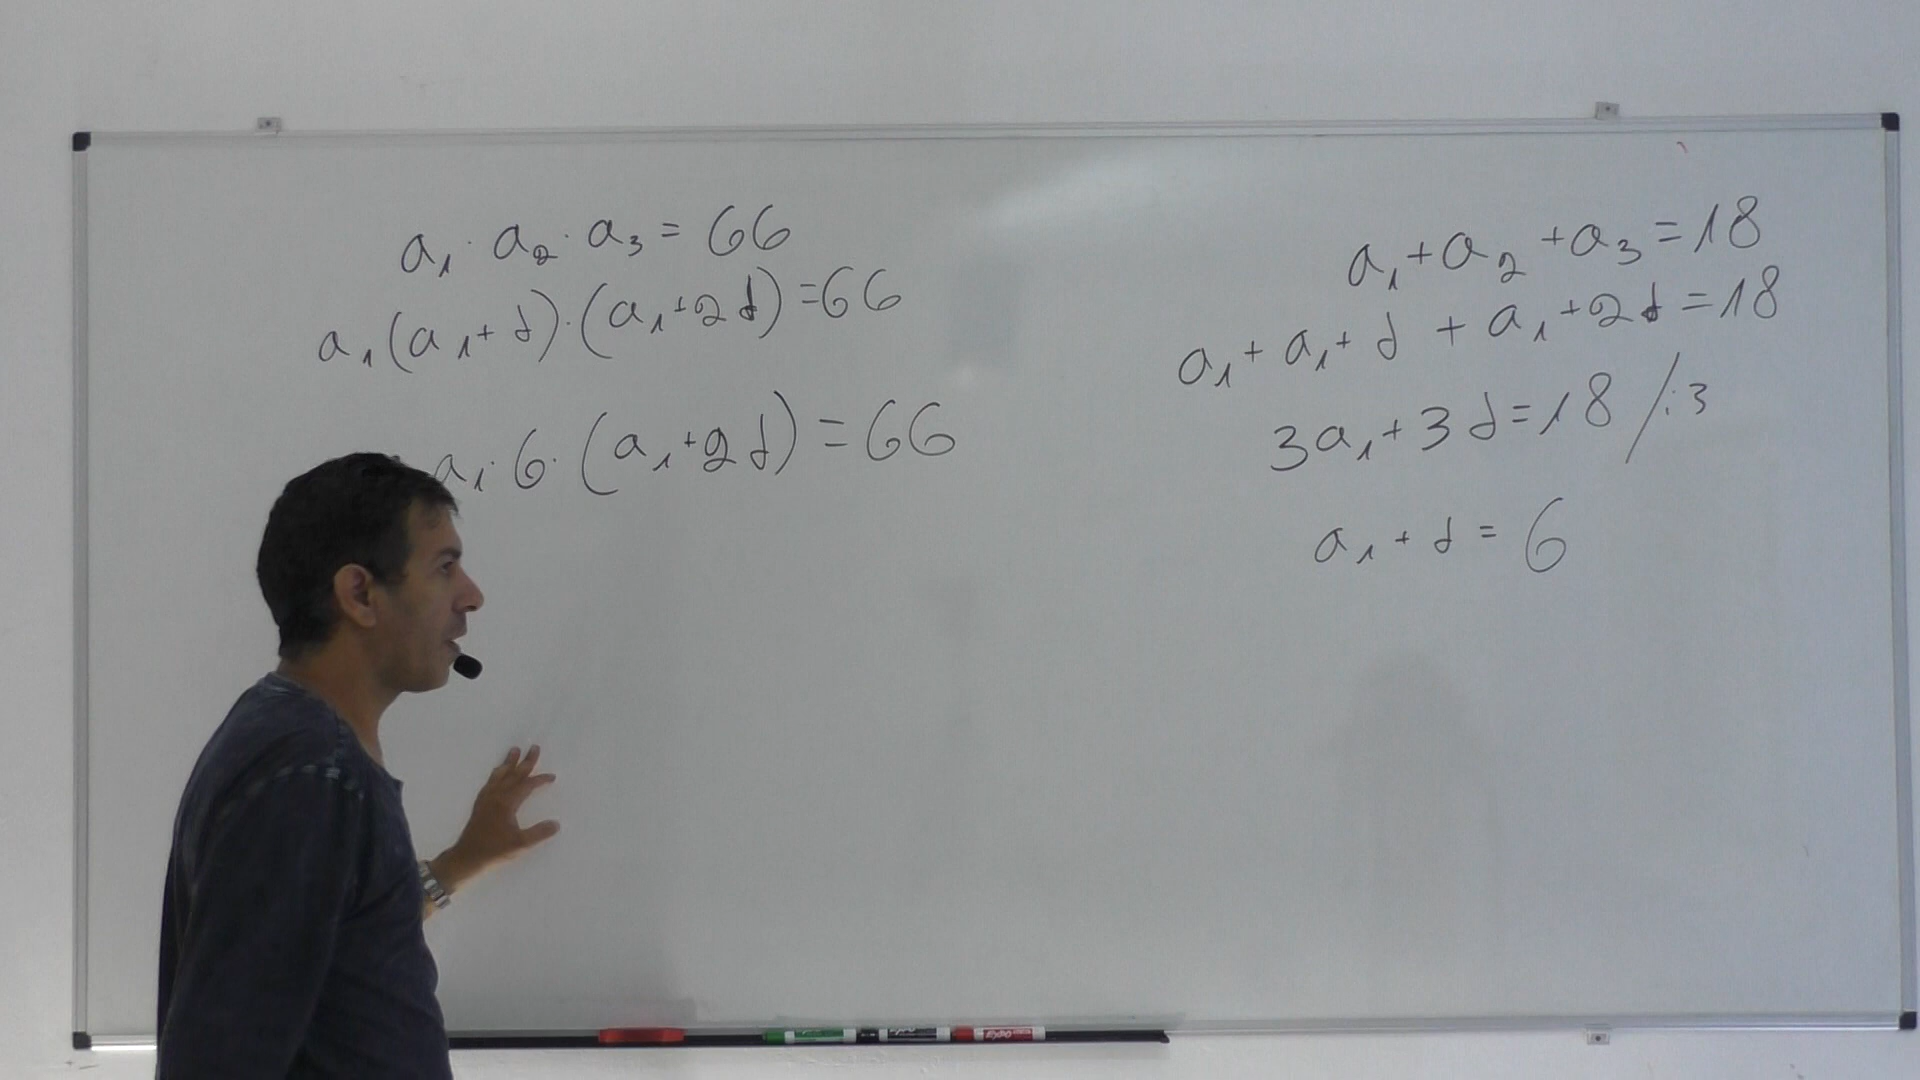 a₁ · a₂ · a₃ = 66
a₁(a₁+d)·(a₁+2d)=66
a₁·6·(a₁+2d)=66
a₁+a₂+a₃=18
a₁+a₁+d+a₁+2d=18
3a₁+3d=18 /:3
a₁+d=6
EXPO